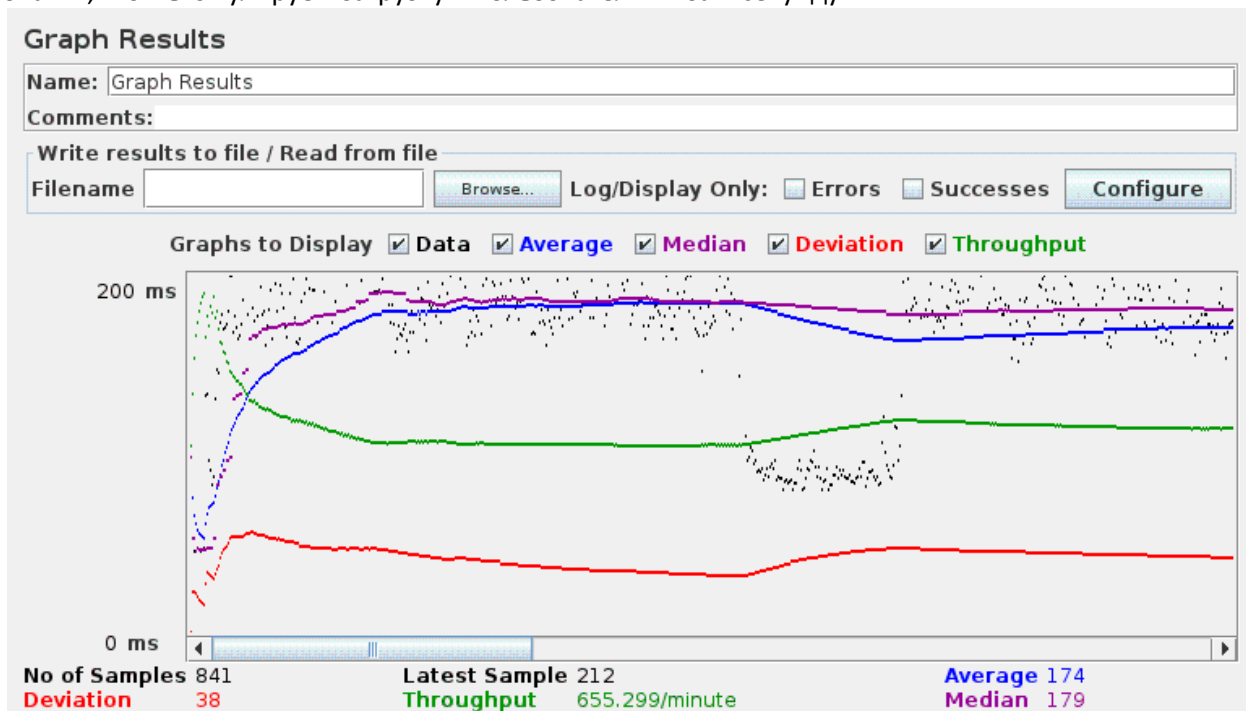 Graph Results
Name: Graph Results
Comments:
Write results to file / Read from file
Filename Browse... Log/Display Only: Errors Successes Configure
Graphs to Display Data Average Median Deviation Throughput
200 ms
0 ms
No of Samples 841 Latest Sample 212 Average 174
Deviation 38 Throughput 655.299/minute Median 179